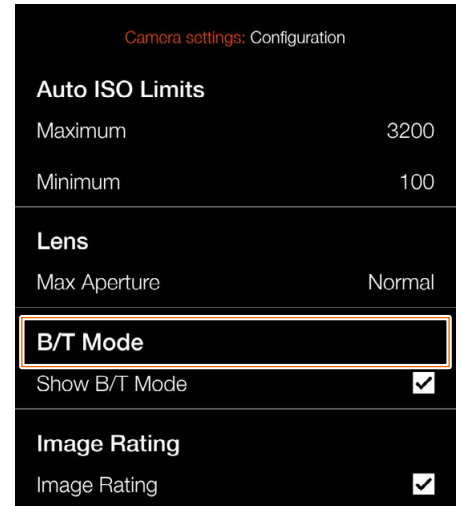 Camera settings: Configuration
Auto ISO Limits
Maximum 3200
Minimum 100
Lens
Max Aperture Normal
B/T Mode
Show B/T Mode
Image Rating
Image Rating